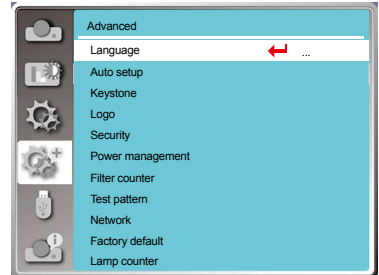 Advanced
Language ...
Auto setup
Keystone
Logo
Security
Power management
Filter counter
Test pattern
Network
Factory default
Lamp counter